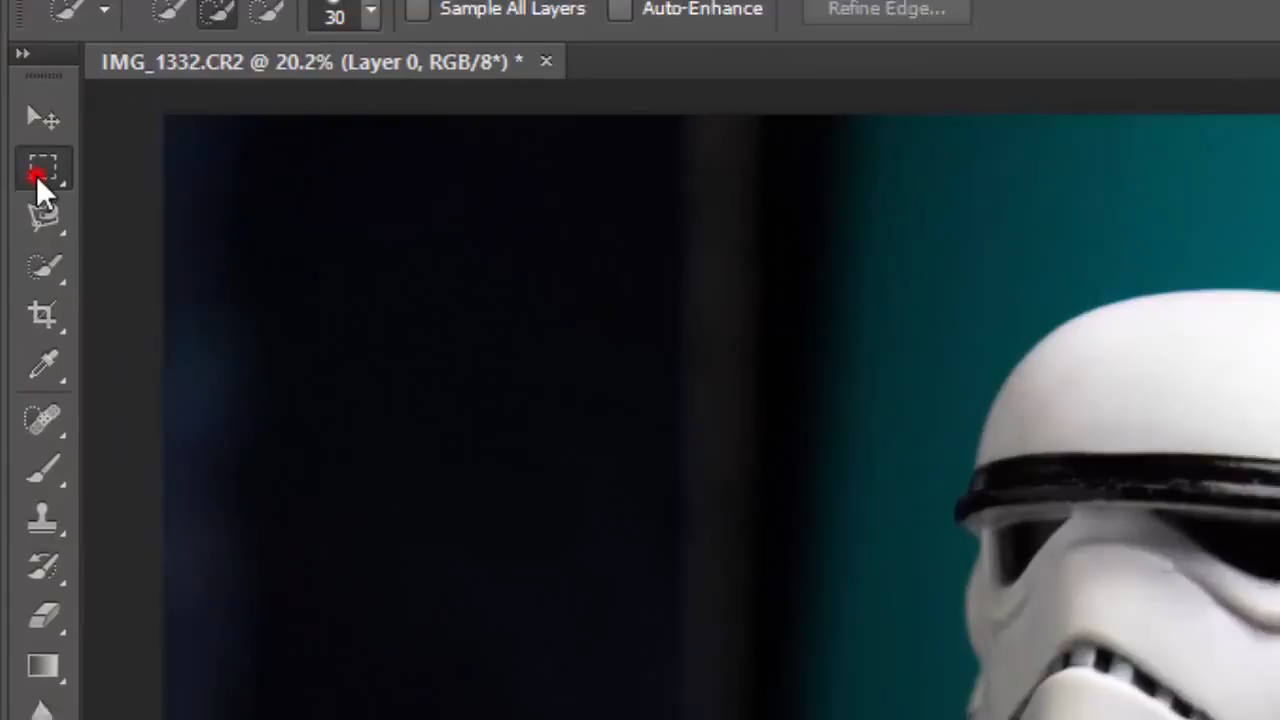 30 Sample All Layers Auto-Enhance Refine Edge...
IMG_1332.CR2 @ 20.2% (Layer 0, RGB/8*) * ×